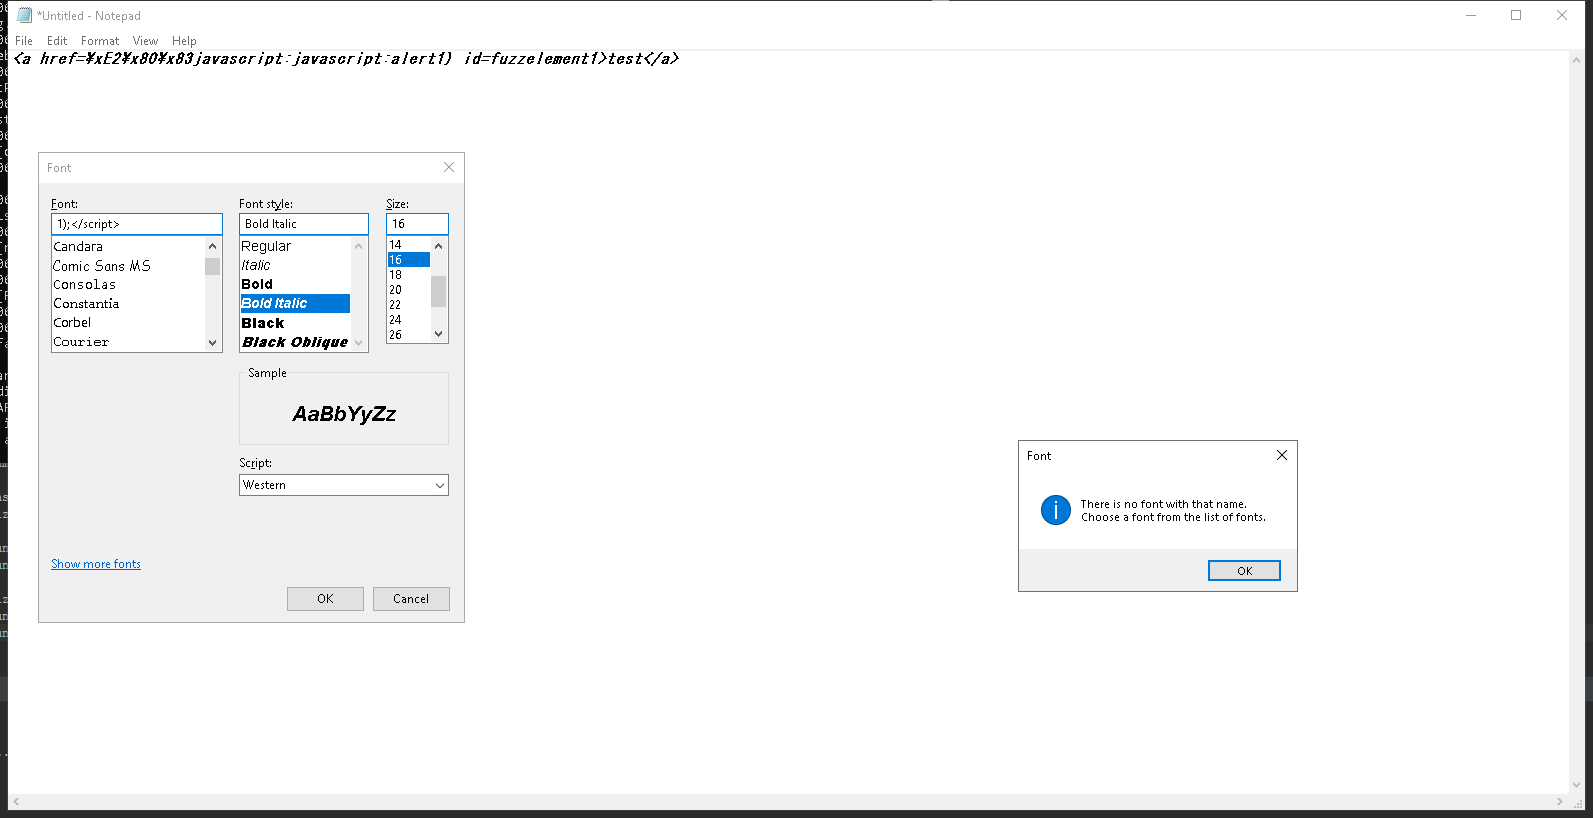 *Untitled - Notepad
File Edit Format View Help
<a href=¥xE2¥x80¥x83javascript:javascript:alert1) id=fuzzelement1>test</a>
Font
Font: Font style: Size:
1);</script> Bold Italic 16
Candara Regular 14
Comic Sans MS Italic 16
Consolas Bold 18
Constantia Bold Italic 20
Corbel Black 22
Courier Black Oblique 24
26
Sample
AaBbYyZz
Script:
Western
Show more fonts
OK Cancel
Font
There is no font with that name.
Choose a font from the list of fonts.
OK